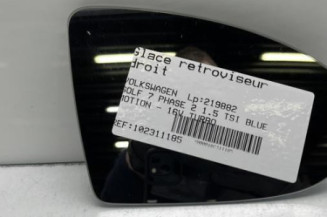 Glace retroviseur
droit
VOLKSWAGEN Lp:219882
GOLF 7 PHASE 2 1.5 TSI BLUE
MOTION - 16V TURBO
REF:102311185